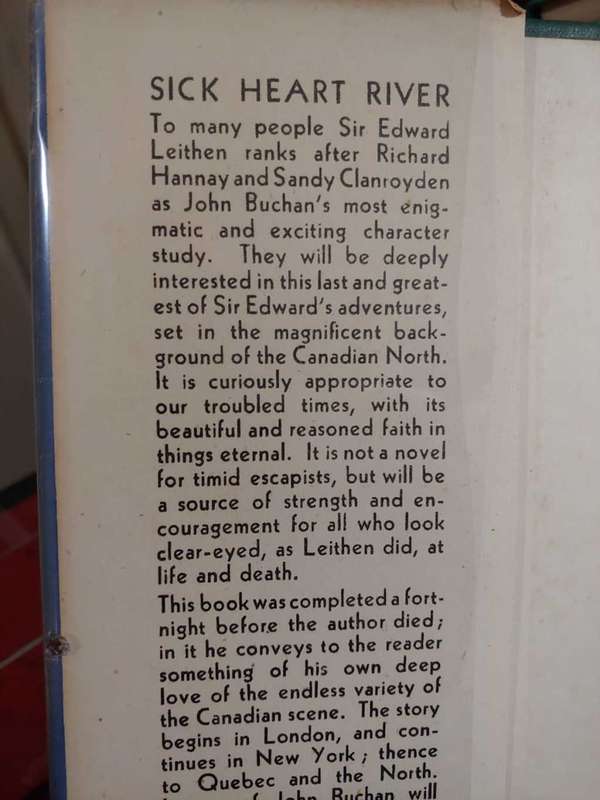 SICK HEART RIVER
To many people Sir Edward
Leithen ranks after Richard
Hannay and Sandy Clanroyden
as John Buchan's most enig-
matic and exciting character
study. They will be deeply
interested in this last and great-
est of Sir Edward's adventures,
set in the magnificent back-
ground of the Canadian North.
It is curiously appropriate to
our troubled times, with its
beautiful and reasoned faith in
things eternal. It is not a novel
for timid escapists, but will be
a source of strength and en-
couragement for all who look
clear-eyed, as Leithen did, at
life and death.
This book was completed a fort-
night before the author died;
in it he conveys to the reader
something of his own deep
love of the endless variety of
the Canadian scene. The story
begins in London, and con-
tinues in New York; thence
to Quebec and the North.
John Buchan will